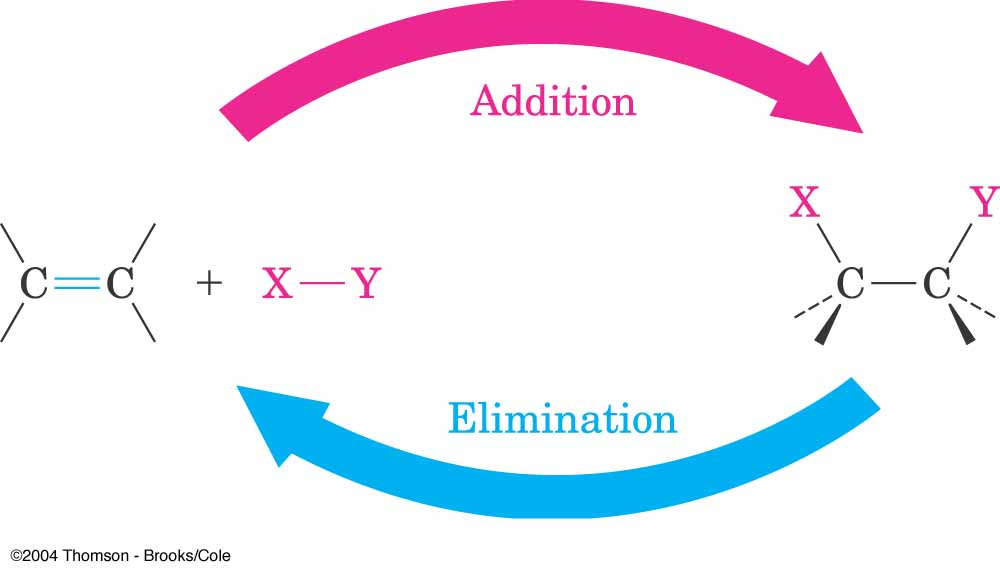 Addition
X Y
C=C + X—Y C—C
Elimination
©2004 Thomson - Brooks/Cole